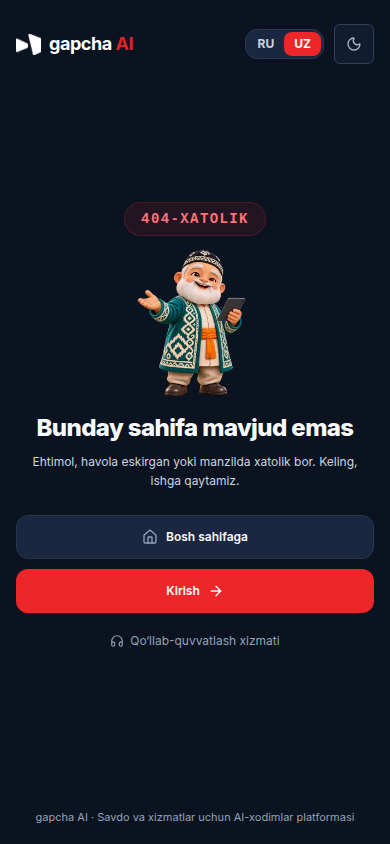 gapcha AI
RU UZ
404-XATOLIK
Bunday sahifa mavjud emas
Ehtimol, havola eskirgan yoki manzilda xatolik bor. Keling,
ishga qaytamiz.
Bosh sahifaga
Kirish →
Qo‘llab-quvvatlash xizmati
gapcha AI · Savdo va xizmatlar uchun AI-xodimlar platformasi